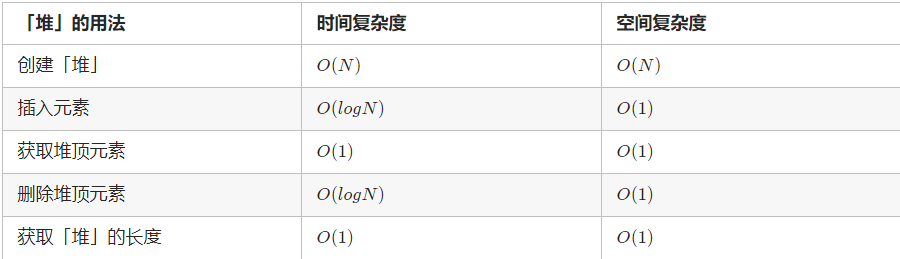 「堆」的用法 时间复杂度 空间复杂度
创建「堆」 O(N) O(N)
插入元素 O(logN) O(1)
获取堆顶元素 O(1) O(1)
删除堆顶元素 O(logN) O(1)
获取「堆」的长度 O(1) O(1)